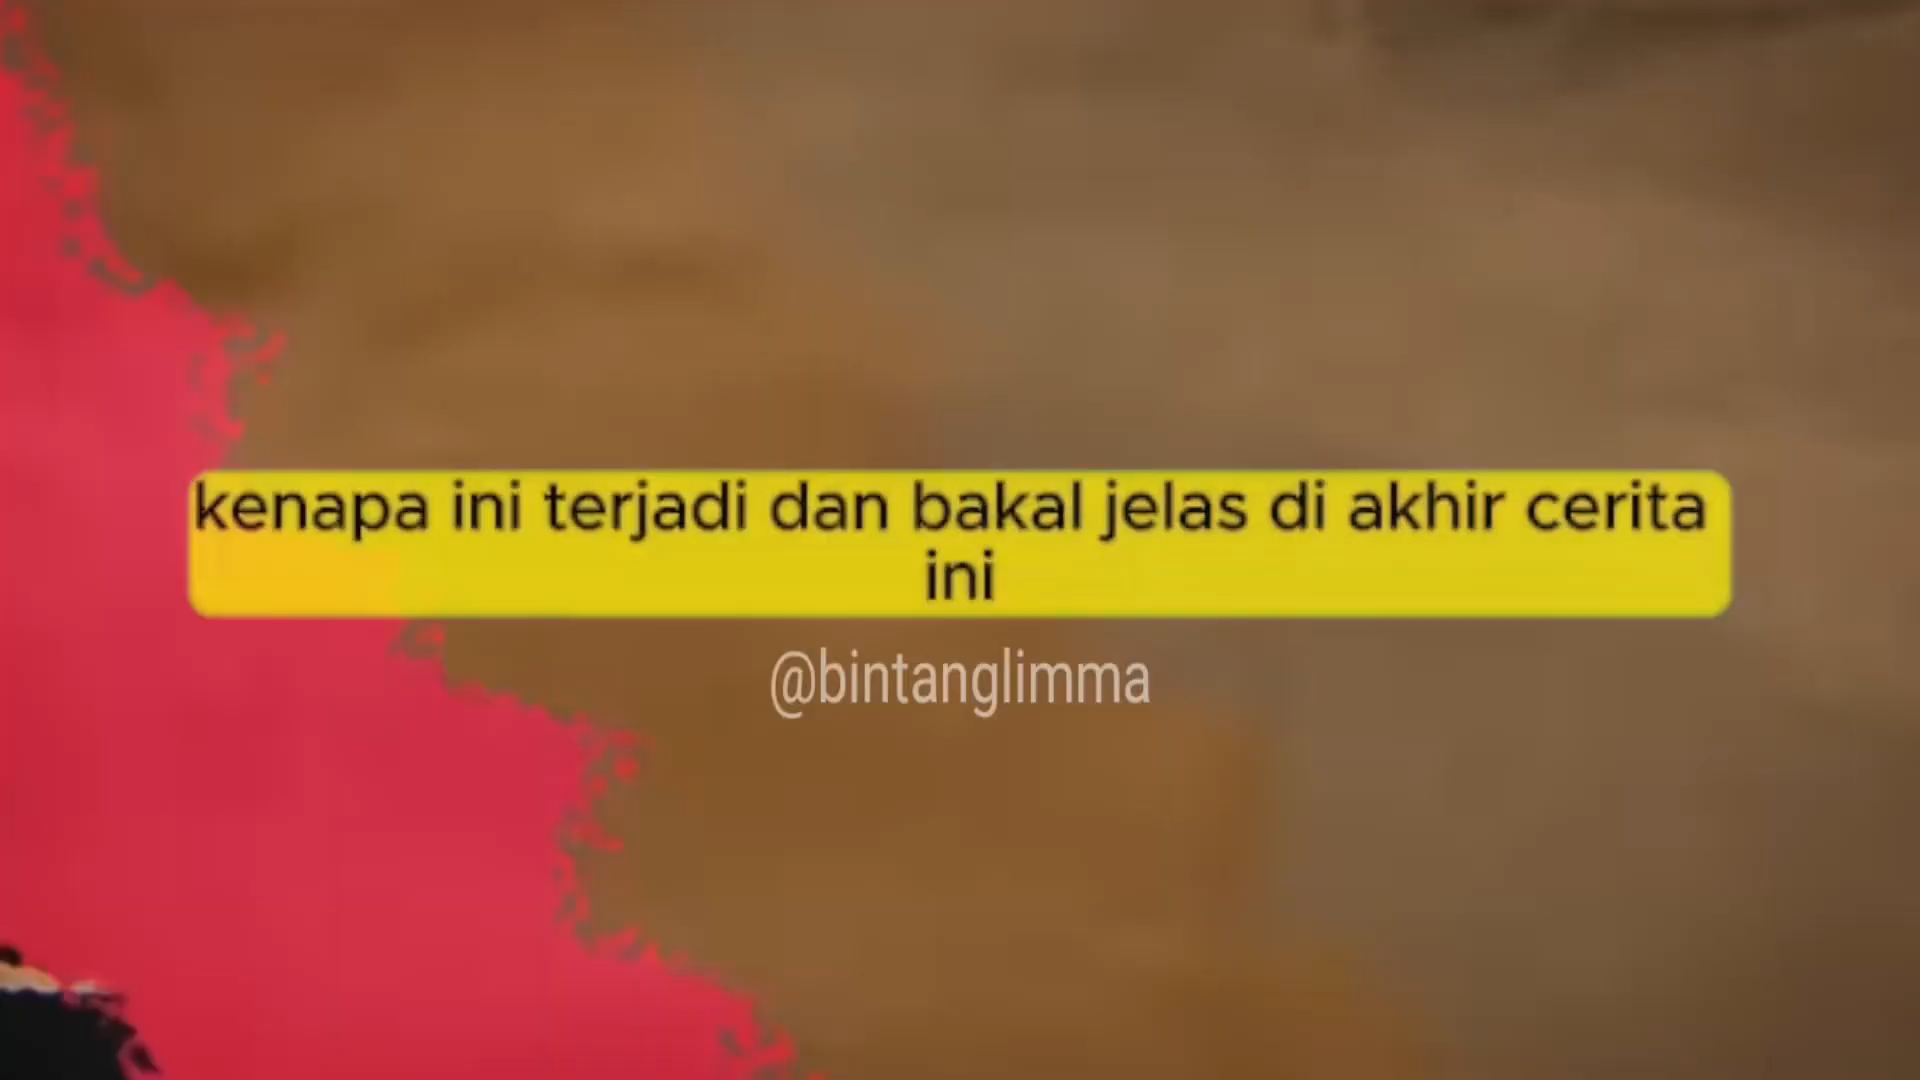 kenapa ini terjadi dan bakal jelas di akhir cerita
ini
@bintanglimma